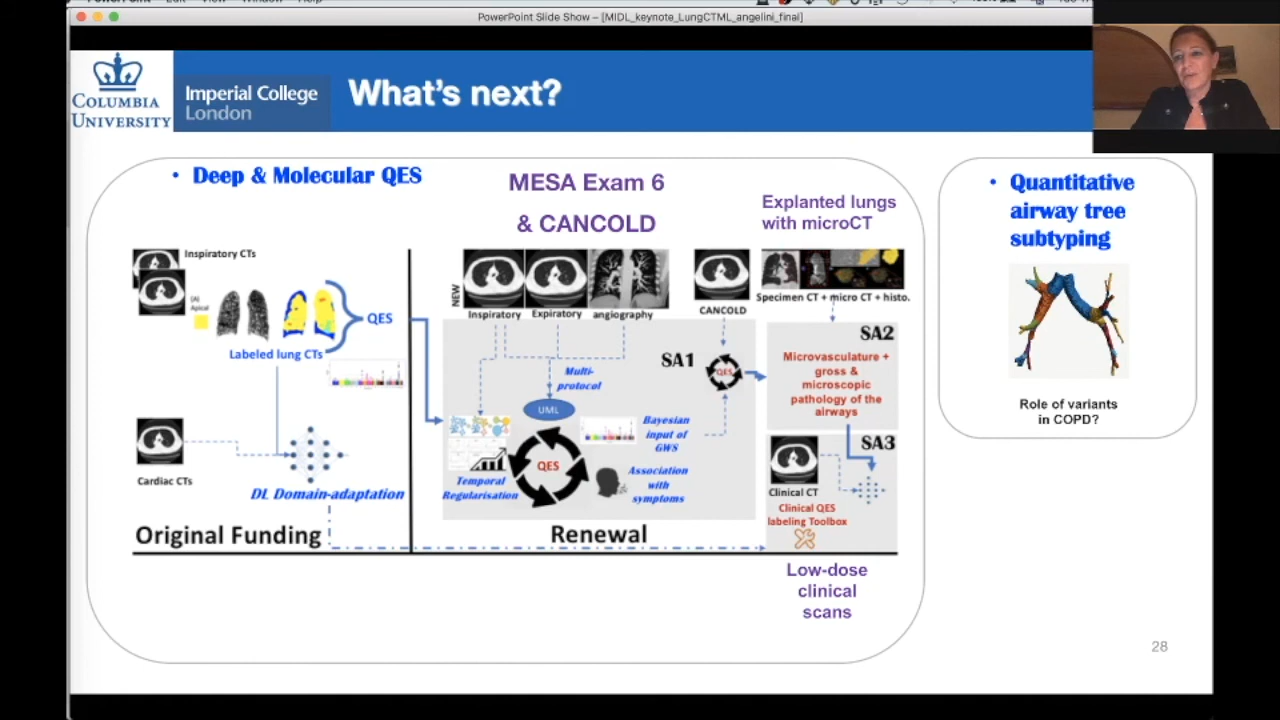 PowerPoint Slide Show – [MIDL_keynote_LungCTML_angelini_final]
COLUMBIA
UNIVERSITY
Imperial College
London
What's next?
• Deep & Molecular QES
MESA Exam 6
& CANCOLD
Explanted lungs
with microCT
Inspiratory CTs
(A)
Apical
QES
Labeled lung CTs
Cardiac CTs
DL Domain-adaptation
Original Funding
NEW
Inspiratory
Expiratory
angiography
CANCOLD
Specimen CT + micro CT + histo.
SA1
QES
Multi-
protocol
UML
QES
Bayesian
input of
GWS
Temporal
Regularisation
Association
with
symptoms
Renewal
SA2
Microvasculature +
gross &
microscopic
pathology of the
airways
SA3
Clinical CT
Clinical QES
labeling Toolbox
Low-dose
clinical
scans
• Quantitative
airway tree
subtyping
Role of variants
in COPD?
28